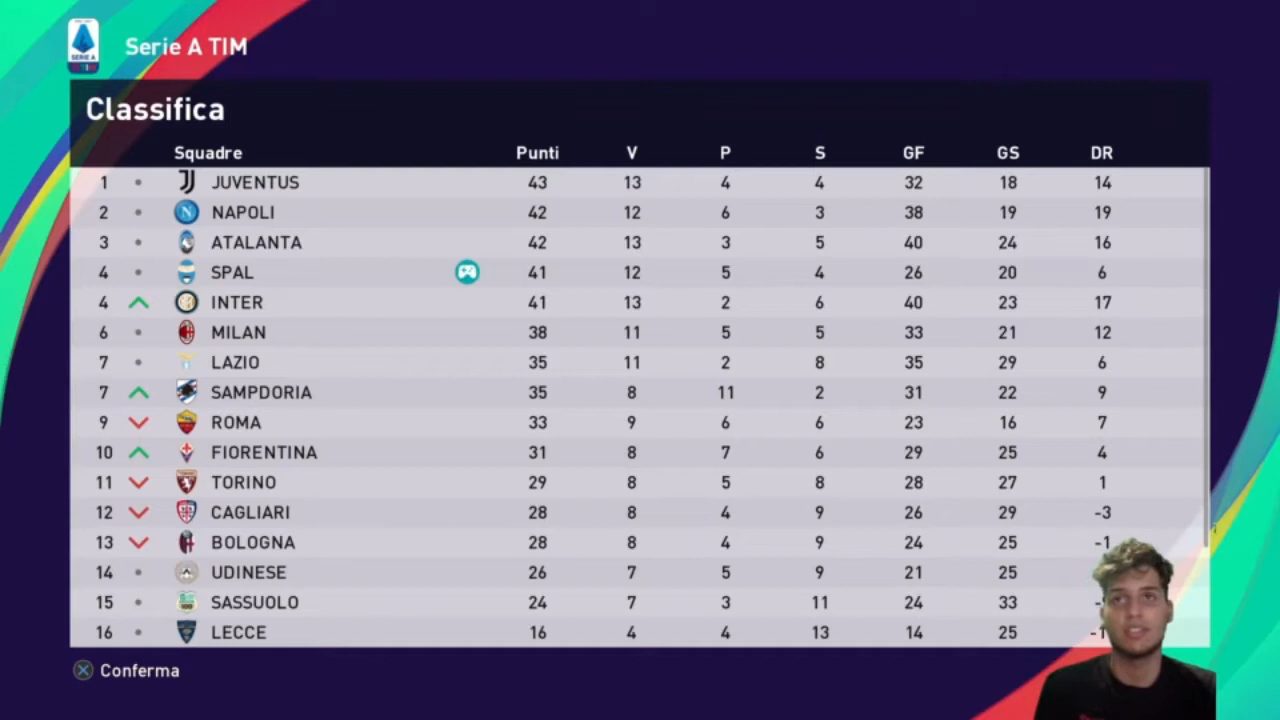 Serie A TIM
Classifica
Squadre Punti V P S GF GS DR
1 JUVENTUS 43 13 4 4 32 18 14
2 NAPOLI 42 12 6 3 38 19 19
3 ATALANTA 42 13 3 5 40 24 16
4 SPAL 41 12 5 4 26 20 6
4 INTER 41 13 2 6 40 23 17
6 MILAN 38 11 5 5 33 21 12
7 LAZIO 35 11 2 8 35 29 6
7 SAMPDORIA 35 8 11 2 31 22 9
9 ROMA 33 9 6 6 23 16 7
10 FIORENTINA 31 8 7 6 29 25 4
11 TORINO 29 8 5 8 28 27 1
12 CAGLIARI 28 8 4 9 26 29 -3
13 BOLOGNA 28 8 4 9 24 25 -1
14 UDINESE 26 7 5 9 21 25
15 SASSUOLO 24 7 3 11 24 33
16 LECCE 16 4 4 13 14 25
Conferma